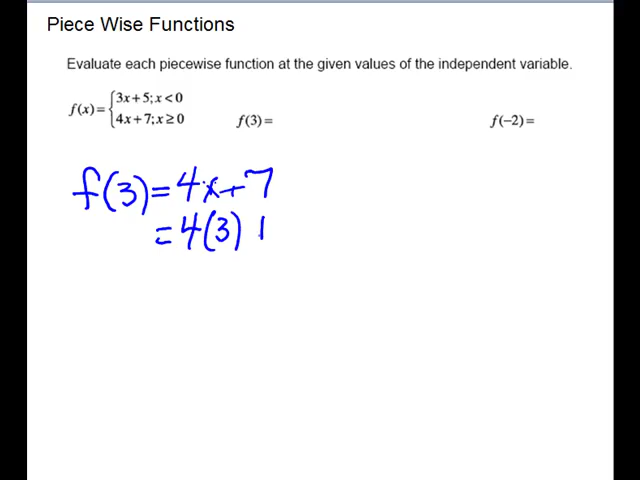 Piece Wise Functions
Evaluate each piecewise function at the given values of the independent variable.
f(x)= { 3x+5; x<0
4x+7; x≥0
f(3)=
f(−2)=
f(3)=4x+7
=4(3)